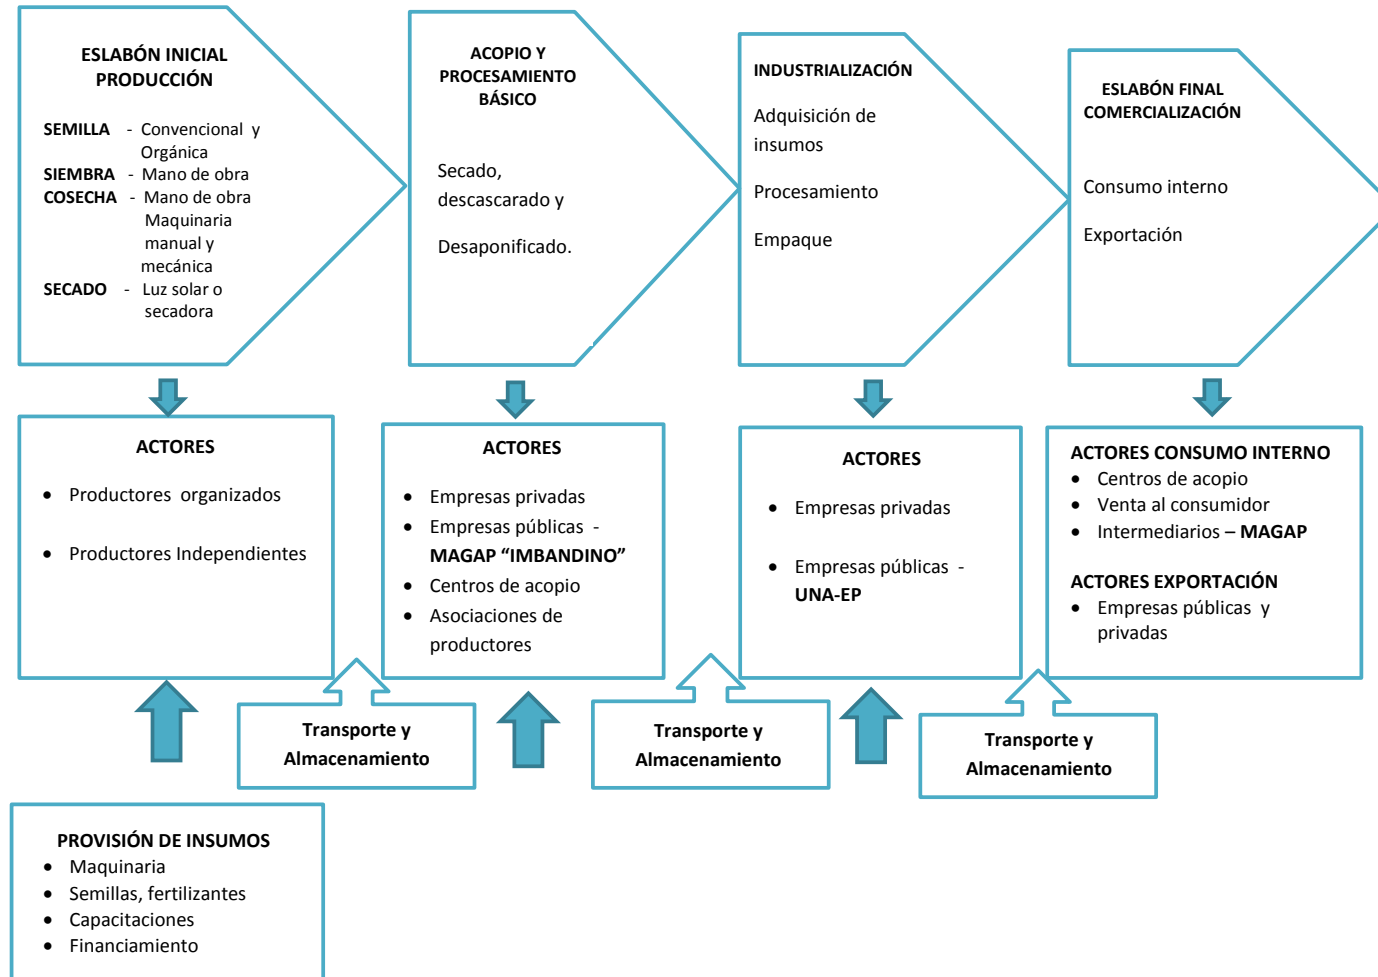 ESLABÓN INICIAL
PRODUCCIÓN
SEMILLA - Convencional y
Orgánica
SIEMBRA - Mano de obra
COSECHA - Mano de obra
Maquinaria
manual y
mecánica
SECADO - Luz solar o
secadora
ACOPIO Y
PROCESAMIENTO
BÁSICO
Secado,
descascarado y
Desaponificado.
INDUSTRIALIZACIÓN
Adquisición de
insumos
Procesamiento
Empaque
ESLABÓN FINAL
COMERCIALIZACIÓN
Consumo interno
Exportación
ACTORES
• Productores organizados
• Productores Independientes
ACTORES
• Empresas privadas
• Empresas públicas -
MAGAP “IMBANDINO”
• Centros de acopio
• Asociaciones de
productores
ACTORES
• Empresas privadas
• Empresas públicas -
UNA-EP
ACTORES CONSUMO INTERNO
• Centros de acopio
• Venta al consumidor
• Intermediarios – MAGAP
ACTORES EXPORTACIÓN
• Empresas públicas y
privadas
Transporte y
Almacenamiento
Transporte y
Almacenamiento
Transporte y
Almacenamiento
PROVISIÓN DE INSUMOS
• Maquinaria
• Semillas, fertilizantes
• Capacitaciones
• Financiamiento